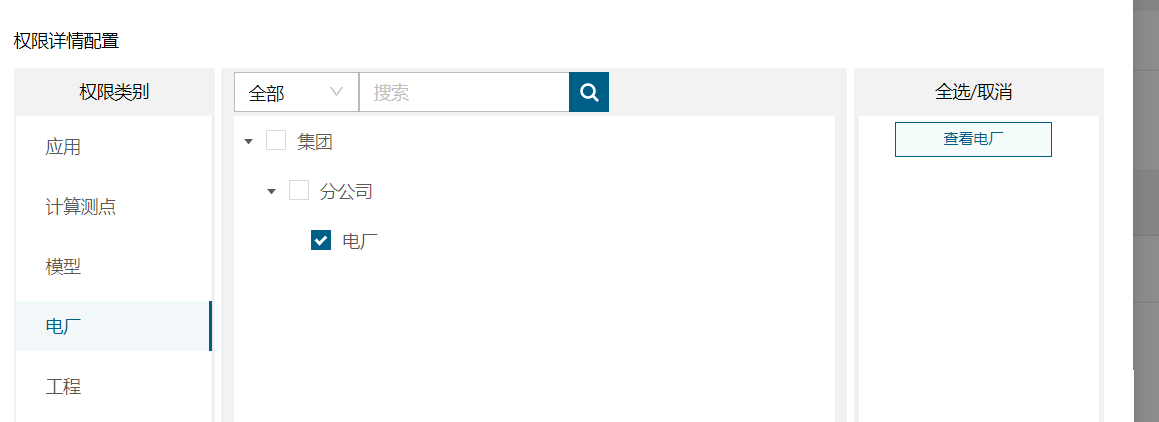 权限详情配置
权限类别
全部
搜索
全选/取消
应用
计算测点
模型
电厂
工程
集团
分公司
电厂
查看电厂